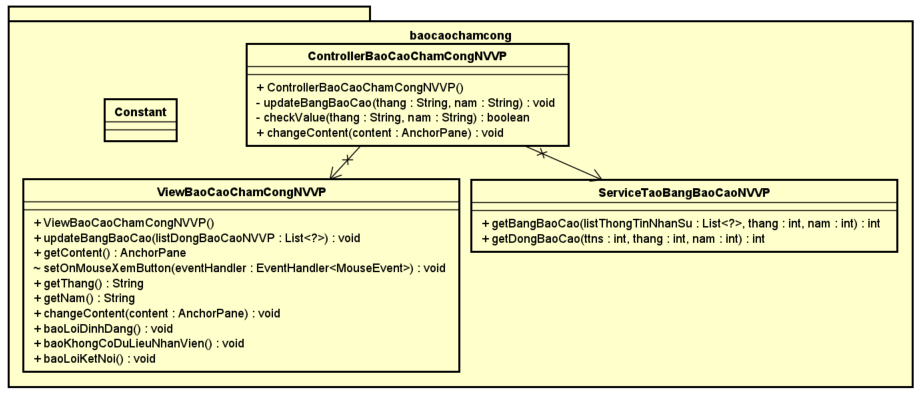 baocaochamcong
ControllerBaoCaoChamCongNVVP
+ ControllerBaoCaoChamCongNVVP()
- updateBangBaoCao(thang : String, nam : String) : void
- checkValue(thang : String, nam : String) : boolean
+ changeContent(content : AnchorPane) : void
Constant
ViewBaoCaoChamCongNVVP
+ ViewBaoCaoChamCongNVVP()
+ updateBangBaoCao(listDongBaoCaoNVVP : List<?>) : void
+ getContent() : AnchorPane
~ setOnMouseXemButton(eventHandler : EventHandler<MouseEvent>) : void
+ getThang() : String
+ getNam() : String
+ changeContent(content : AnchorPane) : void
+ baoLoiDinhDang() : void
+ baoKhongCoDuLieuNhanVien() : void
+ baoLoiKetNoi() : void
ServiceTaoBangBaoCaoNVVP
+ getBangBaoCao(listThongTinNhanSu : List<?>, thang : int, nam : int) : int
+ getDongBaoCao(ttns : int, thang : int, nam : int) : int